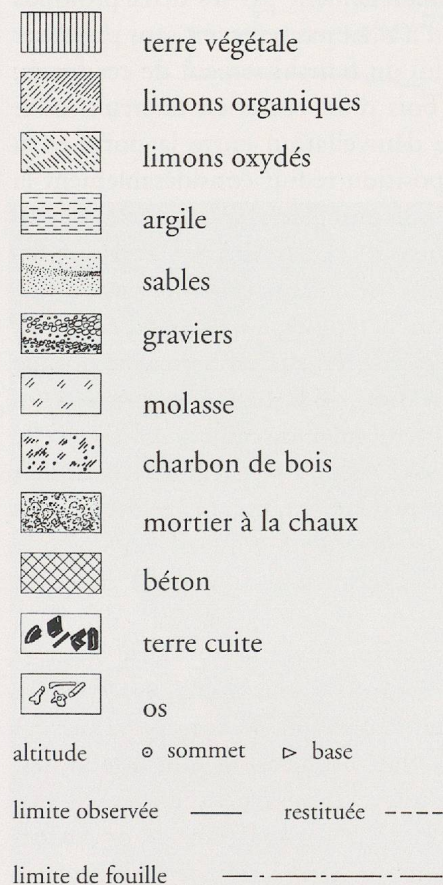 terre végétale
limons organiques
limons oxydés
argile
sables
graviers
molasse
charbon de bois
mortier à la chaux
béton
terre cuite
os
altitude sommet base
limite observée restituée
limite de fouille